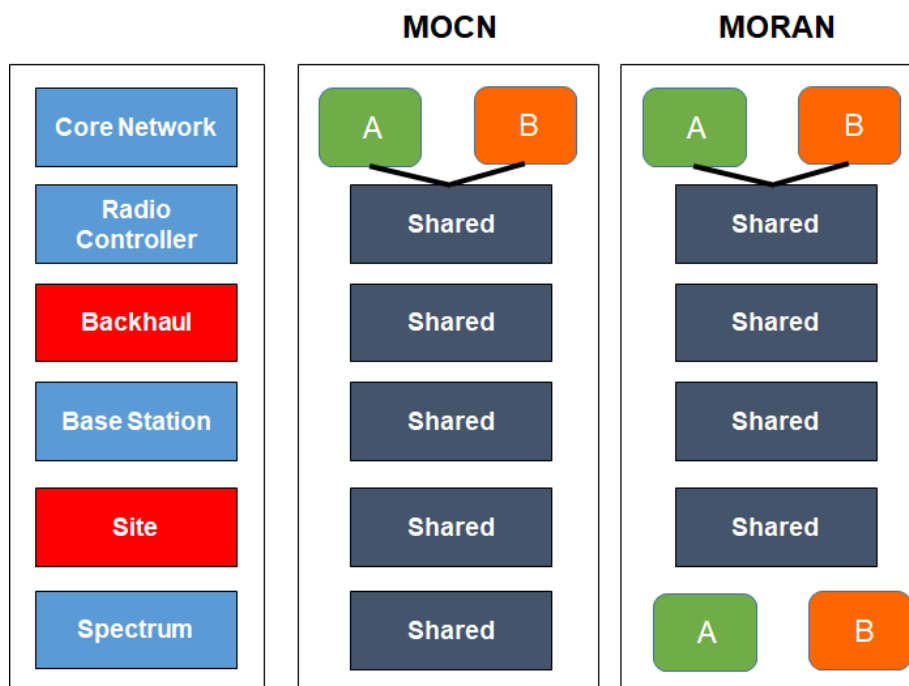 MOCN MORAN
Core Network A B A B
Radio
Controller Shared Shared
Backhaul Shared Shared
Base Station Shared Shared
Site Shared Shared
Spectrum Shared A B